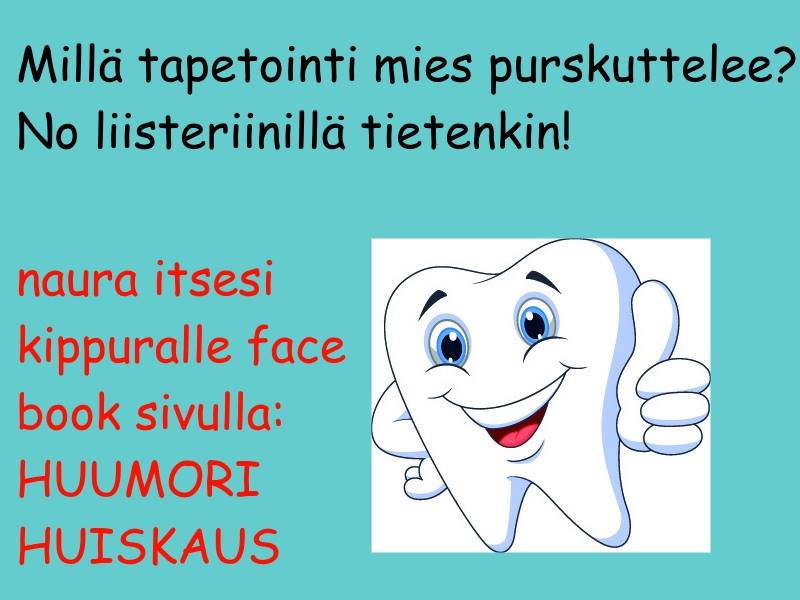 Millä tapetointi mies purskuttelee?
No liisteriinillä tietenkin!
naura itsesi
kippuralle face
book sivulla:
HUUMORI
HUISKAUS